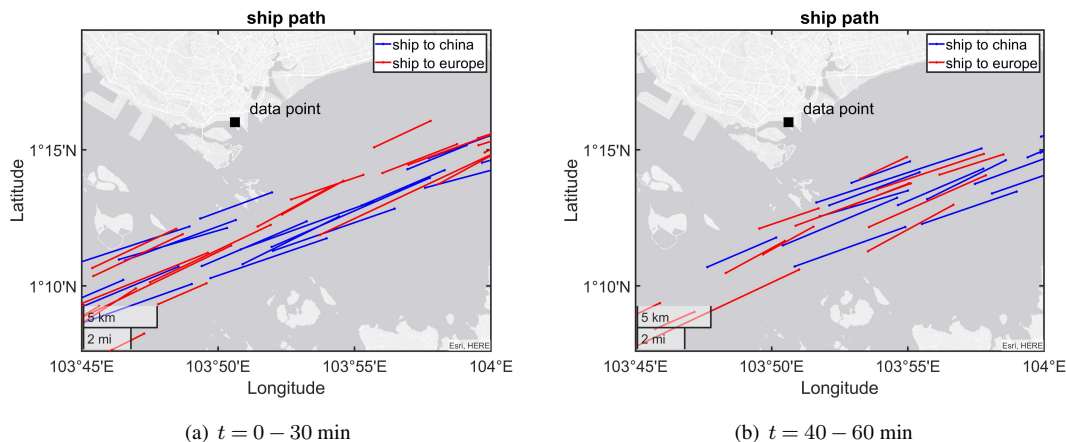 ship path
ship to china
ship to europe
data point
1°15'N
1°10'N
Latitude
5 km
2 mi
Esri, HERE
103°45'E
103°50'E
103°55'E
104°E
Longitude
(a) t = 0 − 30 min
ship path
ship to china
ship to europe
data point
1°15'N
1°10'N
Latitude
5 km
2 mi
Esri, HERE
103°45'E
103°50'E
103°55'E
104°E
Longitude
(b) t = 40 − 60 min